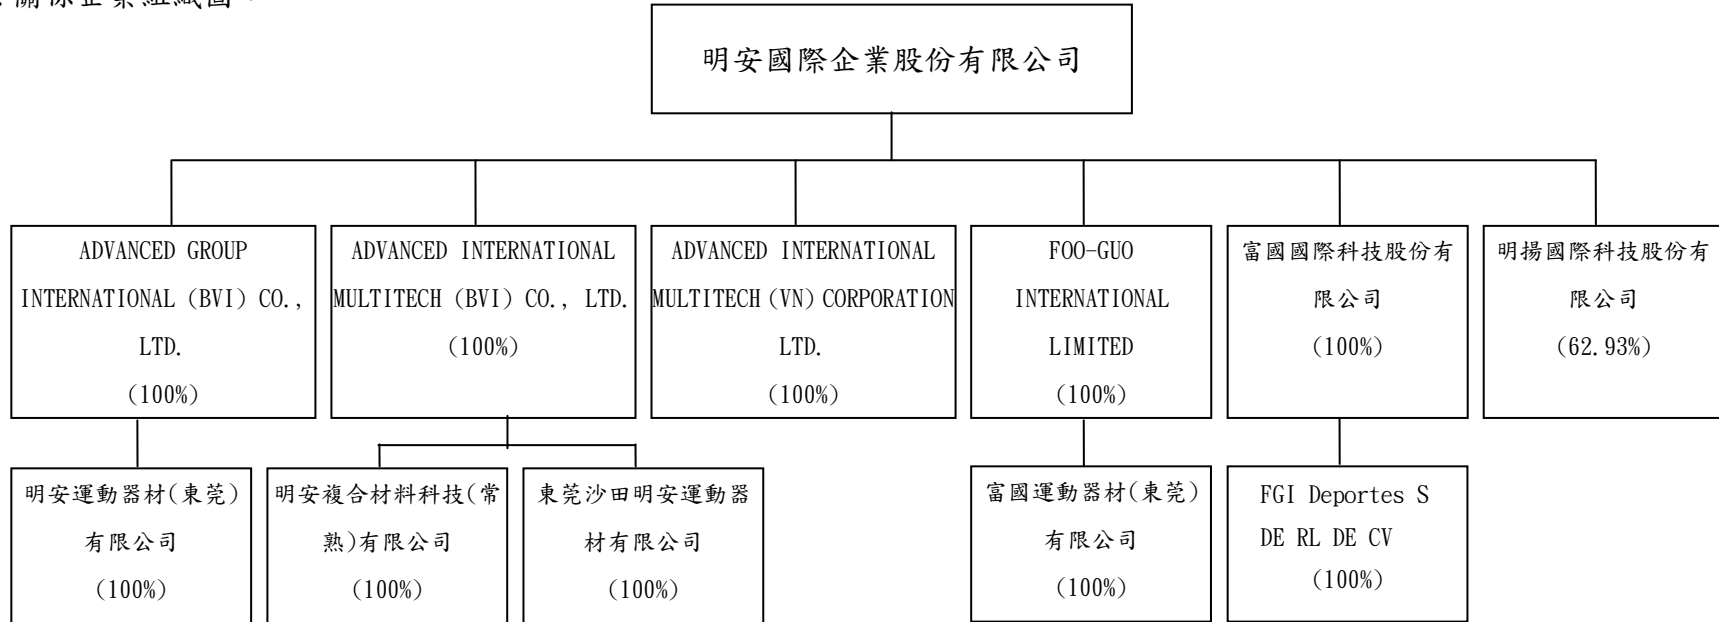 關係企業組織圖：
明安國際企業股份有限公司
ADVANCED GROUP
INTERNATIONAL (BVI) CO.,
LTD.
(100%)
ADVANCED INTERNATIONAL
MULTITECH (BVI) CO., LTD.
(100%)
ADVANCED INTERNATIONAL
MULTITECH (VN) CORPORATION
LTD.
(100%)
FOO-GUO
INTERNATIONAL
LIMITED
(100%)
富國國際科技股份有
限公司
(100%)
明揚國際科技股份有
限公司
(62.93%)
明安運動器材(東莞)
有限公司
(100%)
明安複合材料科技(常
熟)有限公司
(100%)
東莞沙田明安運動器
材有限公司
(100%)
富國運動器材(東莞)
有限公司
(100%)
FGI Deportes S
DE RL DE CV
(100%)